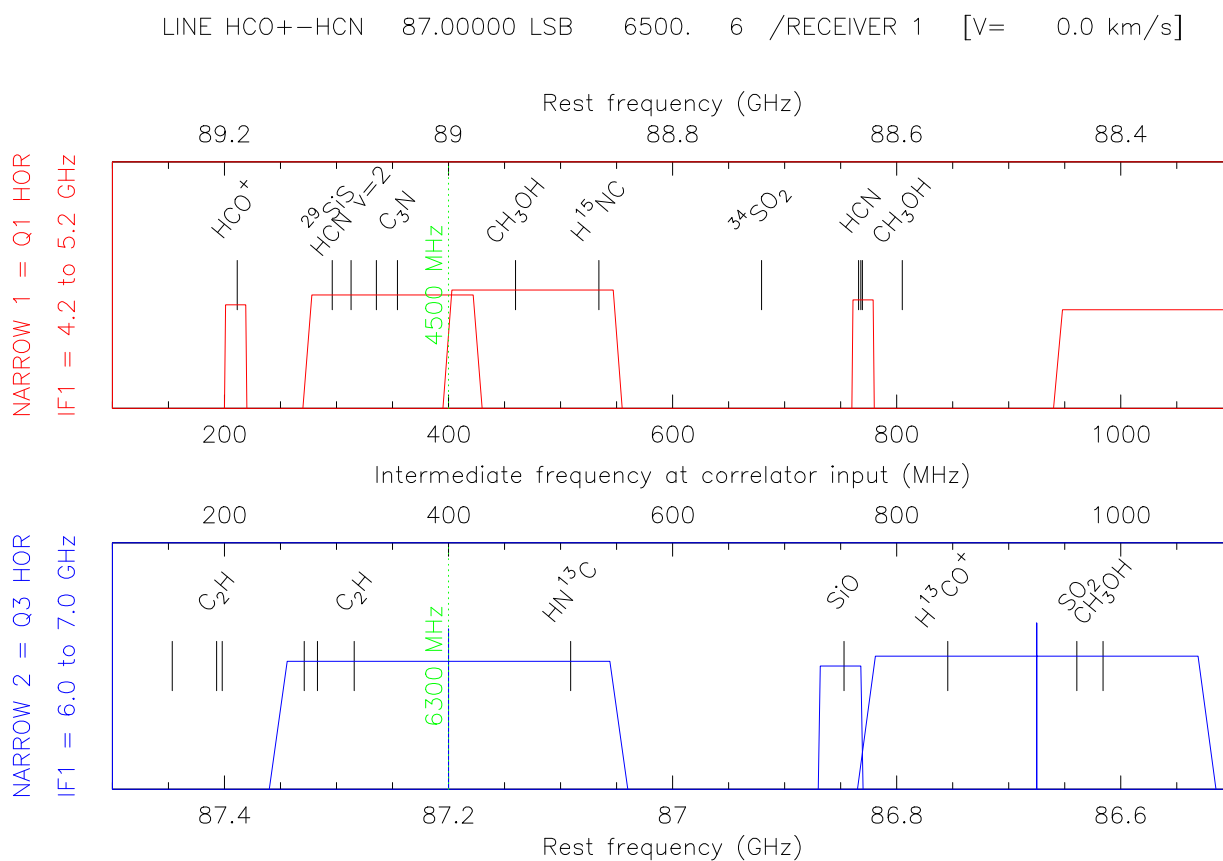 LINE HCO+−HCN 87.00000 LSB 6500. 6 /RECEIVER 1 [V= 0.0 km/s]
Rest frequency (GHz)
89.2 89 88.8 88.6 88.4
NARROW 1 = Q1 HOR
IF1 = 4.2 to 5.2 GHz
HCO⁺
²⁹SiS
HCN v=2
C₃N
4500 MHz
CH₃OH
H¹⁵NC
³⁴SO₂
HCN
CH₃OH
200 400 600 800 1000
Intermediate frequency at correlator input (MHz)
200 400 600 800 1000
NARROW 2 = Q3 HOR
IF1 = 6.0 to 7.0 GHz
C₂H
C₂H
6300 MHz
HN¹³C
SiO
H¹³CO⁺
SO₂
CH₃OH
87.4 87.2 87 86.8 86.6
Rest frequency (GHz)